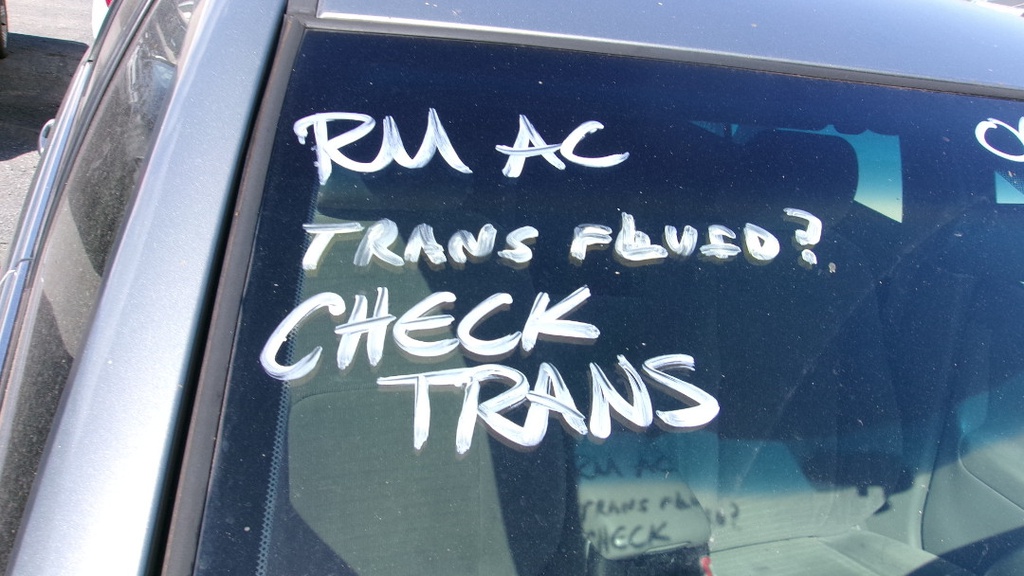 RM AC
TRANS FLUID?
CHECK
TRANS